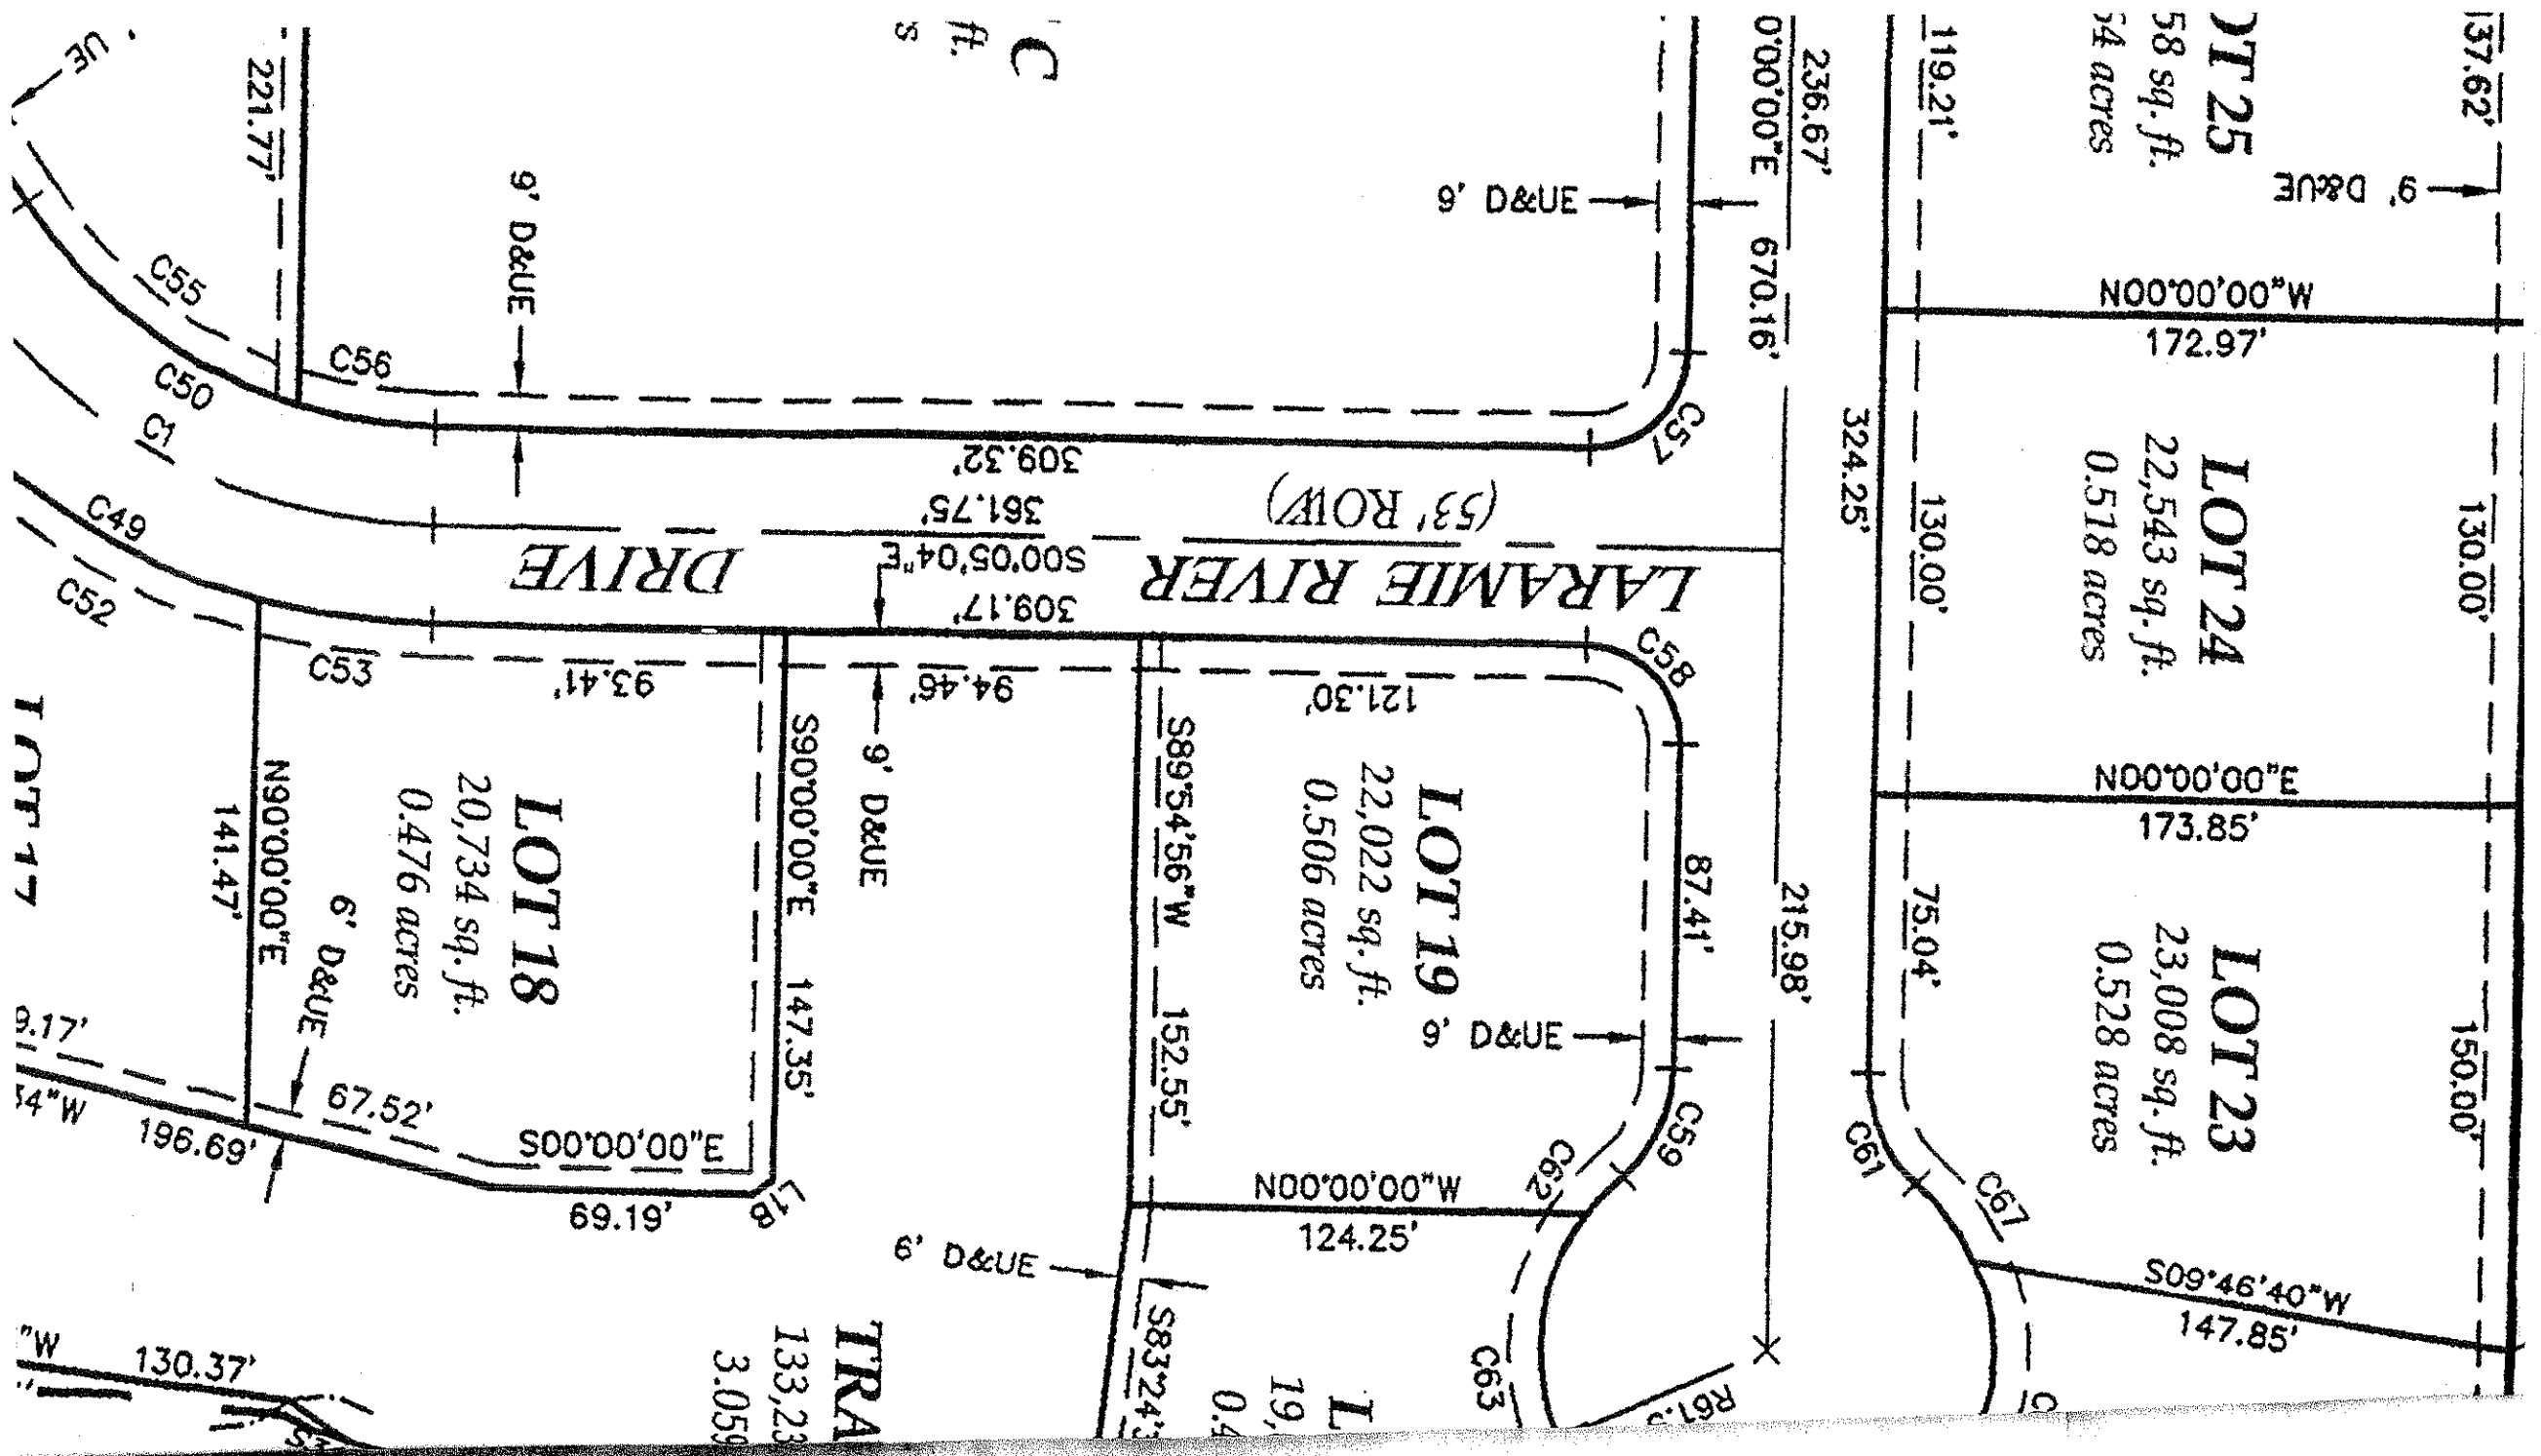 UE
221.77'
C
ft.
s
236.67'
0°00'00"E
670.16'
119.21'
58 sq. ft.
54 acres
137.62'
9' D&UE
9' D&UE
9' D&UE
N00°00'00"W
172.97'
C55
C50
C1
C56
C57
309.32'
(53' ROW)
361.75'
S00°05'04"E
LARAMIE RIVER DRIVE
309.17'
C49
C52
C53
93.41'
94.46'
121.30'
C58
324.25'
130.00'
LOT 24
22,543 sq. ft.
0.518 acres
130.00'
N00°00'00"E
173.85'
LOT 17
N90°00'00"E
141.47'
LOT 18
20,734 sq. ft.
0.476 acres
S90°00'00"E 147.35'
9' D&UE
S89°54'56"W 152.55'
LOT 19
22,022 sq. ft.
0.506 acres
87.41'
9' D&UE
215.98'
75.04'
LOT 23
23,008 sq. ft.
0.528 acres
150.00'
6' D&UE
9.17'
67.52'
34"W
196.69'
S00°00'00"E
69.19'
L1B
N00°00'00"W
124.25'
C62
C59
C61
C67
S09°46'40"W
147.85'
6' D&UE
S83°24'3
C63
"W
130.37'
TRA
133,23
3.059
L
19,
0.4